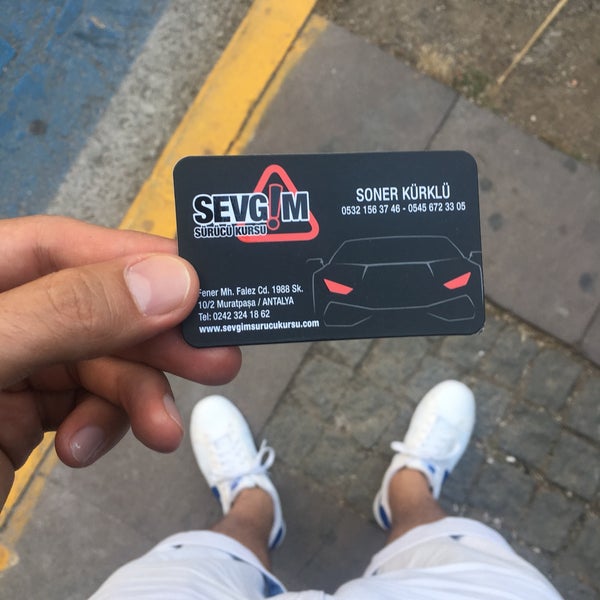 SEVG!M
SÜRÜCÜ KURSU
SONER KÜRKLÜ
0532 156 37 46 - 0545 672 33 05
Fener Mh. Falez Cd. 1988 Sk.
10/2 Muratpaşa / ANTALYA
Tel: 0242 324 18 62
www.sevgimsurucukursu.com